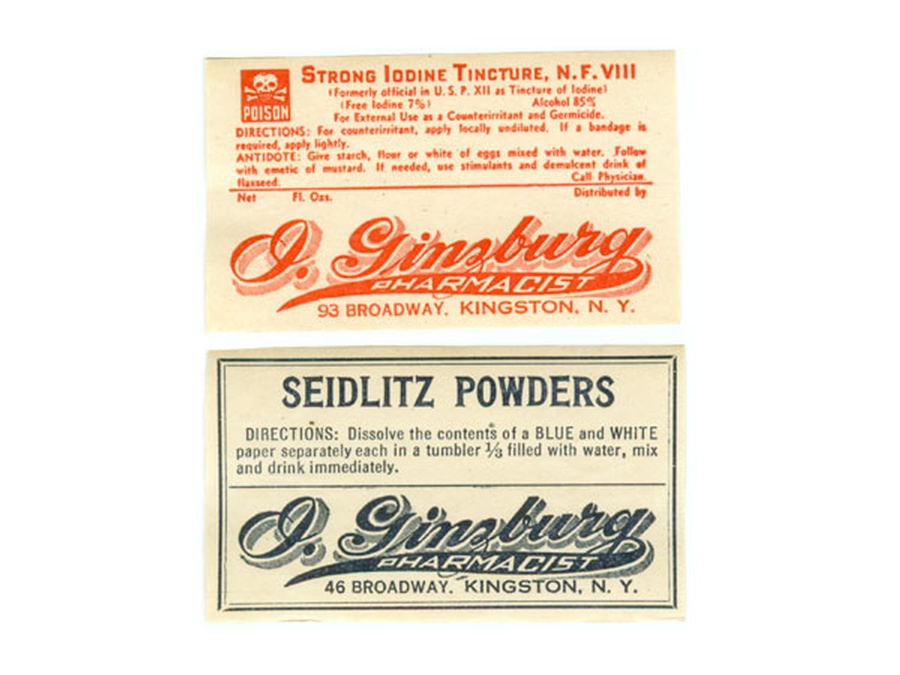 STRONG IODINE TINCTURE, N.F. VIII
(Formerly official in U. S. P. XII as Tincture of Iodine)
(Free Iodine 7%) Alcohol 85%
For External Use as a Counterirritant and Germicide.
POISON
DIRECTIONS: For counterirritant, apply locally undiluted. If a bandage is
required, apply lightly.
ANTIDOTE: Give starch, flour or white of eggs mixed with water. Follow
with emetic of mustard. If needed, use stimulants and demulcent drink of
flaxseed. Call Physician.
Net Fl. Ozs. Distributed by
I. Ginsburg
PHARMACIST
93 BROADWAY. KINGSTON, N. Y.
SEIDLITZ POWDERS
DIRECTIONS: Dissolve the contents of a BLUE and WHITE
paper separately each in a tumbler ⅓ filled with water, mix
and drink immediately.
I. Ginsburg
PHARMACIST
46 BROADWAY. KINGSTON, N. Y.